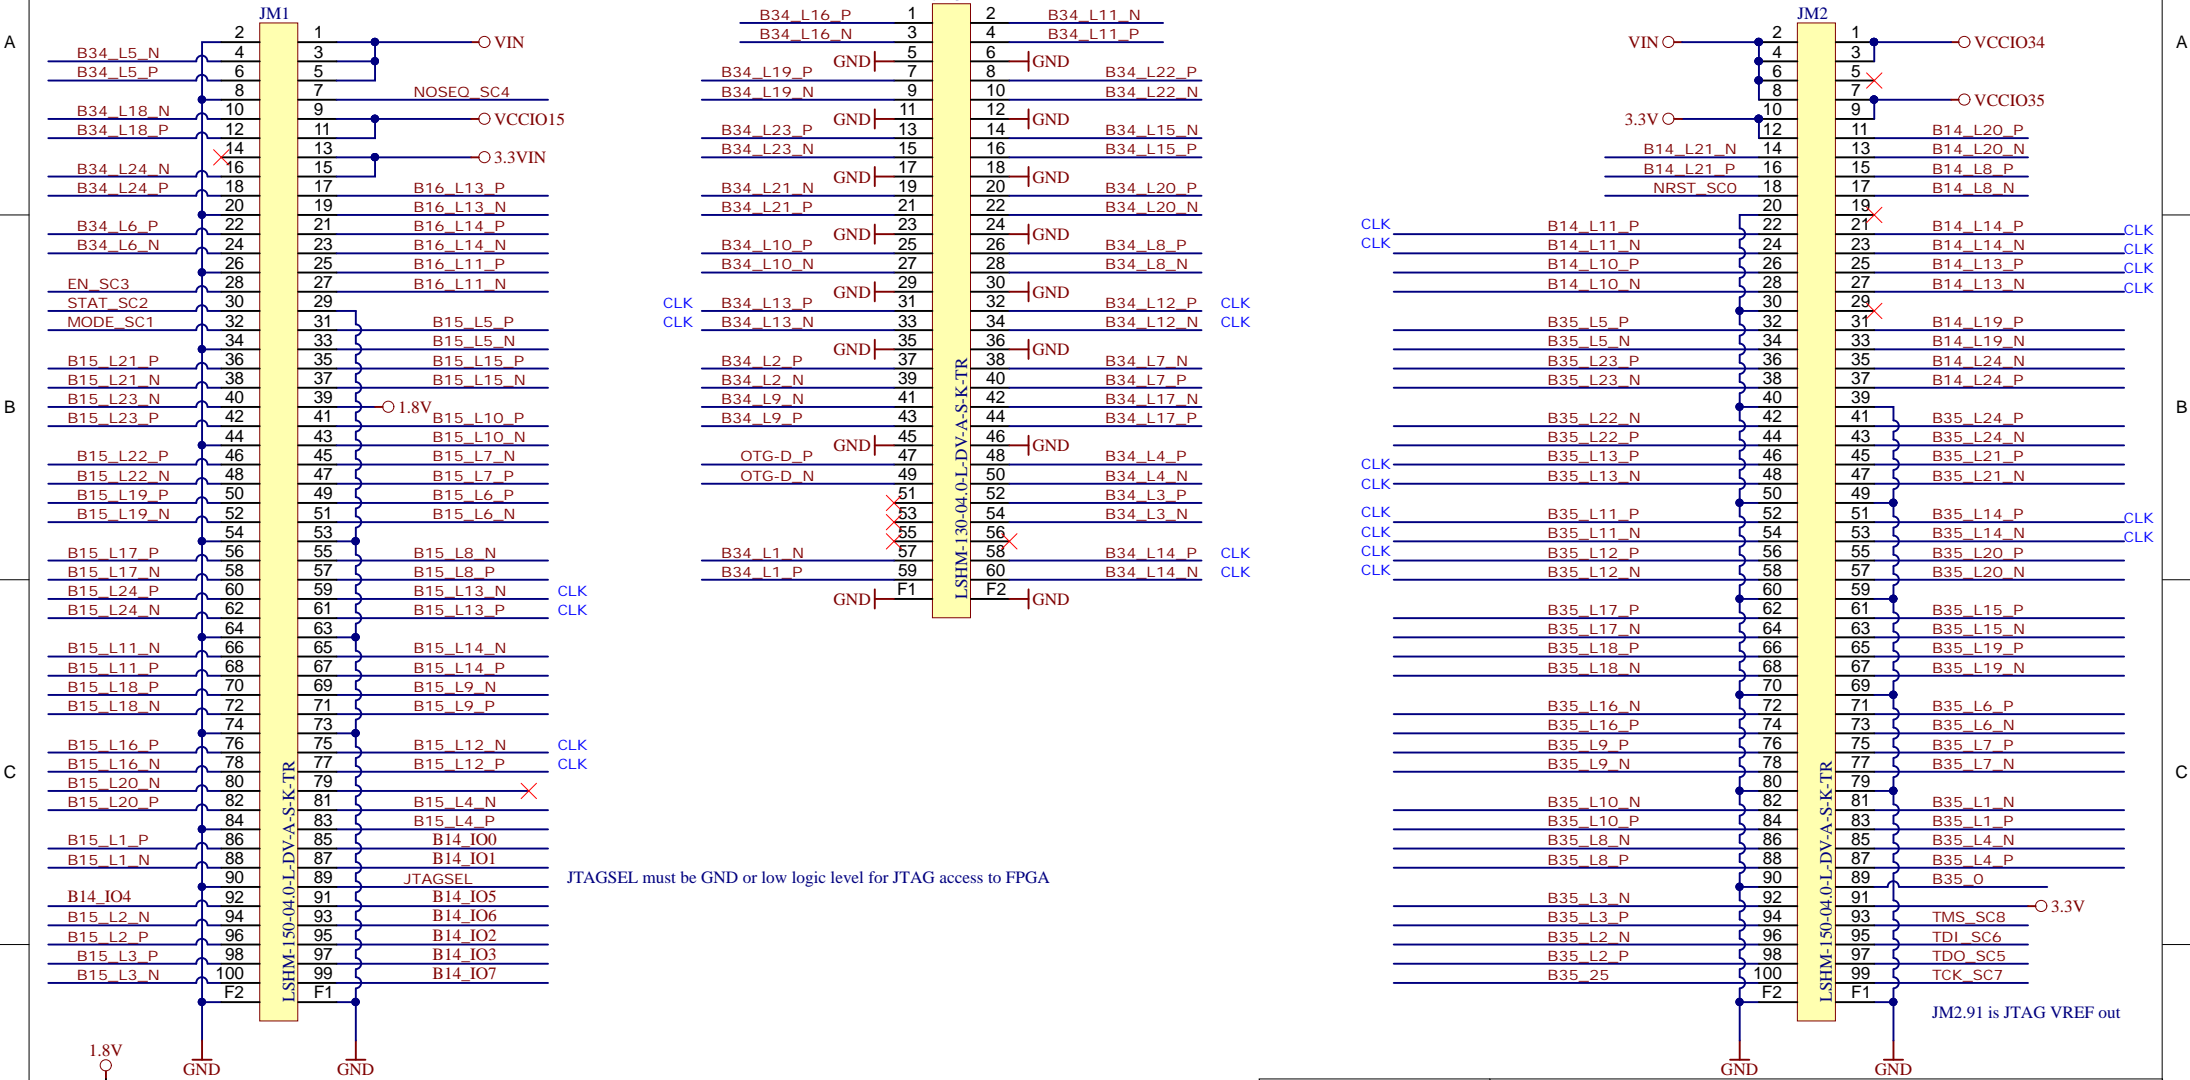 JM1
A
2 1 VIN
B34_L5_N 4 3
B34_L5_P 6 5
8 7 NOSEQ_SC4
B34_L18_N 10 9 VCCIO15
B34_L18_P 12 11
14 13 3.3VIN
B34_L24_N 16 15
B34_L24_P 18 17 B16_L13_P
20 19 B16_L13_N
B34_L6_P 22 21 B16_L14_P
B34_L6_N 24 23 B16_L14_N
26 25 B16_L11_P
EN_SC3 28 27 B16_L11_N
STAT_SC2 30 29
MODE_SC1 32 31 B15_L5_P
34 33 B15_L5_N
B15_L21_P 36 35 B15_L15_P
B15_L21_N 38 37 B15_L15_N
B
B15_L23_N 40 39 1.8V
B15_L23_P 42 41 B15_L10_P
44 43 B15_L10_N
B15_L22_P 46 45 B15_L7_N
B15_L22_N 48 47 B15_L7_P
B15_L19_P 50 49 B15_L6_P
B15_L19_N 52 51 B15_L6_N
54 53
B15_L17_P 56 55 B15_L8_N
B15_L17_N 58 57 B15_L8_P
B15_L24_P 60 59 B15_L13_N CLK
B15_L24_N 62 61 B15_L13_P CLK
64 63
B15_L11_N 66 65 B15_L14_N
B15_L11_P 68 67 B15_L14_P
B15_L18_P 70 69 B15_L9_N
B15_L18_N 72 71 B15_L9_P
74 73
B15_L16_P 76 75 B15_L12_N CLK
C
B15_L16_N 78 77 B15_L12_P CLK
B15_L20_N 80 79
B15_L20_P 82 81 B15_L4_N
84 83 B15_L4_P
B15_L1_P 86 85 B14_IO0
B15_L1_N 88 87 B14_IO1
90 89 JTAGSEL
B14_IO4 92 91 B14_IO5
B15_L2_N 94 93 B14_IO6
B15_L2_P 96 95 B14_IO2
B15_L3_P 98 97 B14_IO3
B15_L3_N 100 99 B14_IO7
F2 F1
LSHM-150-04.0-L-DV-A-S-K-TR
GND GND
1.8V
JTAGSEL must be GND or low logic level for JTAG access to FPGA
B34_L16_P 1 2 B34_L11_N
B34_L16_N 3 4 B34_L11_P
GND 5 6 GND
B34_L19_P 7 8 B34_L22_P
B34_L19_N 9 10 B34_L22_N
GND 11 12 GND
B34_L23_P 13 14 B34_L15_N
B34_L23_N 15 16 B34_L15_P
GND 17 18 GND
B34_L21_N 19 20 B34_L20_P
B34_L21_P 21 22 B34_L20_N
GND 23 24 GND
B34_L10_P 25 26 B34_L8_P
B34_L10_N 27 28 B34_L8_N
GND 29 30 GND
CLK B34_L13_P 31 32 B34_L12_P CLK
CLK B34_L13_N 33 34 B34_L12_N CLK
GND 35 36 GND
B34_L2_P 37 38 B34_L7_N
B34_L2_N 39 40 B34_L7_P
B34_L9_N 41 42 B34_L17_N
B34_L9_P 43 44 B34_L17_P
GND 45 46 GND
OTG-D_P 47 48 B34_L4_P
OTG-D_N 49 50 B34_L4_N
51 52 B34_L3_P
53 54 B34_L3_N
55 56
B34_L1_N 57 58 B34_L14_P CLK
B34_L1_P 59 60 B34_L14_N CLK
GND F1 F2 GND
LSHM-130-04.0-L-DV-A-S-K-TR
JM2
VIN 2 1 VCCIO34
A
4 3
6 5
8 7 VCCIO35
3.3V 10 9
12 11 B14_L20_P
B14_L21_N 14 13 B14_L20_N
B14_L21_P 16 15 B14_L8_P
NRST_SC0 18 17 B14_L8_N
20 19
CLK B14_L11_P 22 21 B14_L14_P CLK
CLK B14_L11_N 24 23 B14_L14_N CLK
B14_L10_P 26 25 B14_L13_P CLK
B14_L10_N 28 27 B14_L13_N CLK
30 29
B35_L5_P 32 31 B14_L19_P
B35_L5_N 34 33 B14_L19_N
B35_L23_P 36 35 B14_L24_N
B35_L23_N 38 37 B14_L24_P
40 39
B
B35_L22_N 42 41 B35_L24_P
B35_L22_P 44 43 B35_L24_N
CLK B35_L13_P 46 45 B35_L21_P
CLK B35_L13_N 48 47 B35_L21_N
50 49
CLK B35_L11_P 52 51 B35_L14_P CLK
CLK B35_L11_N 54 53 B35_L14_N CLK
CLK B35_L12_P 56 55 B35_L20_P
CLK B35_L12_N 58 57 B35_L20_N
60 59
B35_L17_P 62 61 B35_L15_P
B35_L17_N 64 63 B35_L15_N
B35_L18_P 66 65 B35_L19_P
B35_L18_N 68 67 B35_L19_N
70 69
B35_L16_N 72 71 B35_L6_P
B35_L16_P 74 73 B35_L6_N
B35_L9_P 76 75 B35_L7_P
B35_L9_N 78 77 B35_L7_N
C
80 79
B35_L10_N 82 81 B35_L1_N
B35_L10_P 84 83 B35_L1_P
B35_L8_N 86 85 B35_L4_N
B35_L8_P 88 87 B35_L4_P
90 89 B35_0
B35_L3_N 92 91 3.3V
B35_L3_P 94 93 TMS_SC8
B35_L2_N 96 95 TDI_SC6
B35_L2_P 98 97 TDO_SC5
B35_25 100 99 TCK_SC7
F2 F1
LSHM-150-04.0-L-DV-A-S-K-TR
JM2.91 is JTAG VREF out
GND GND